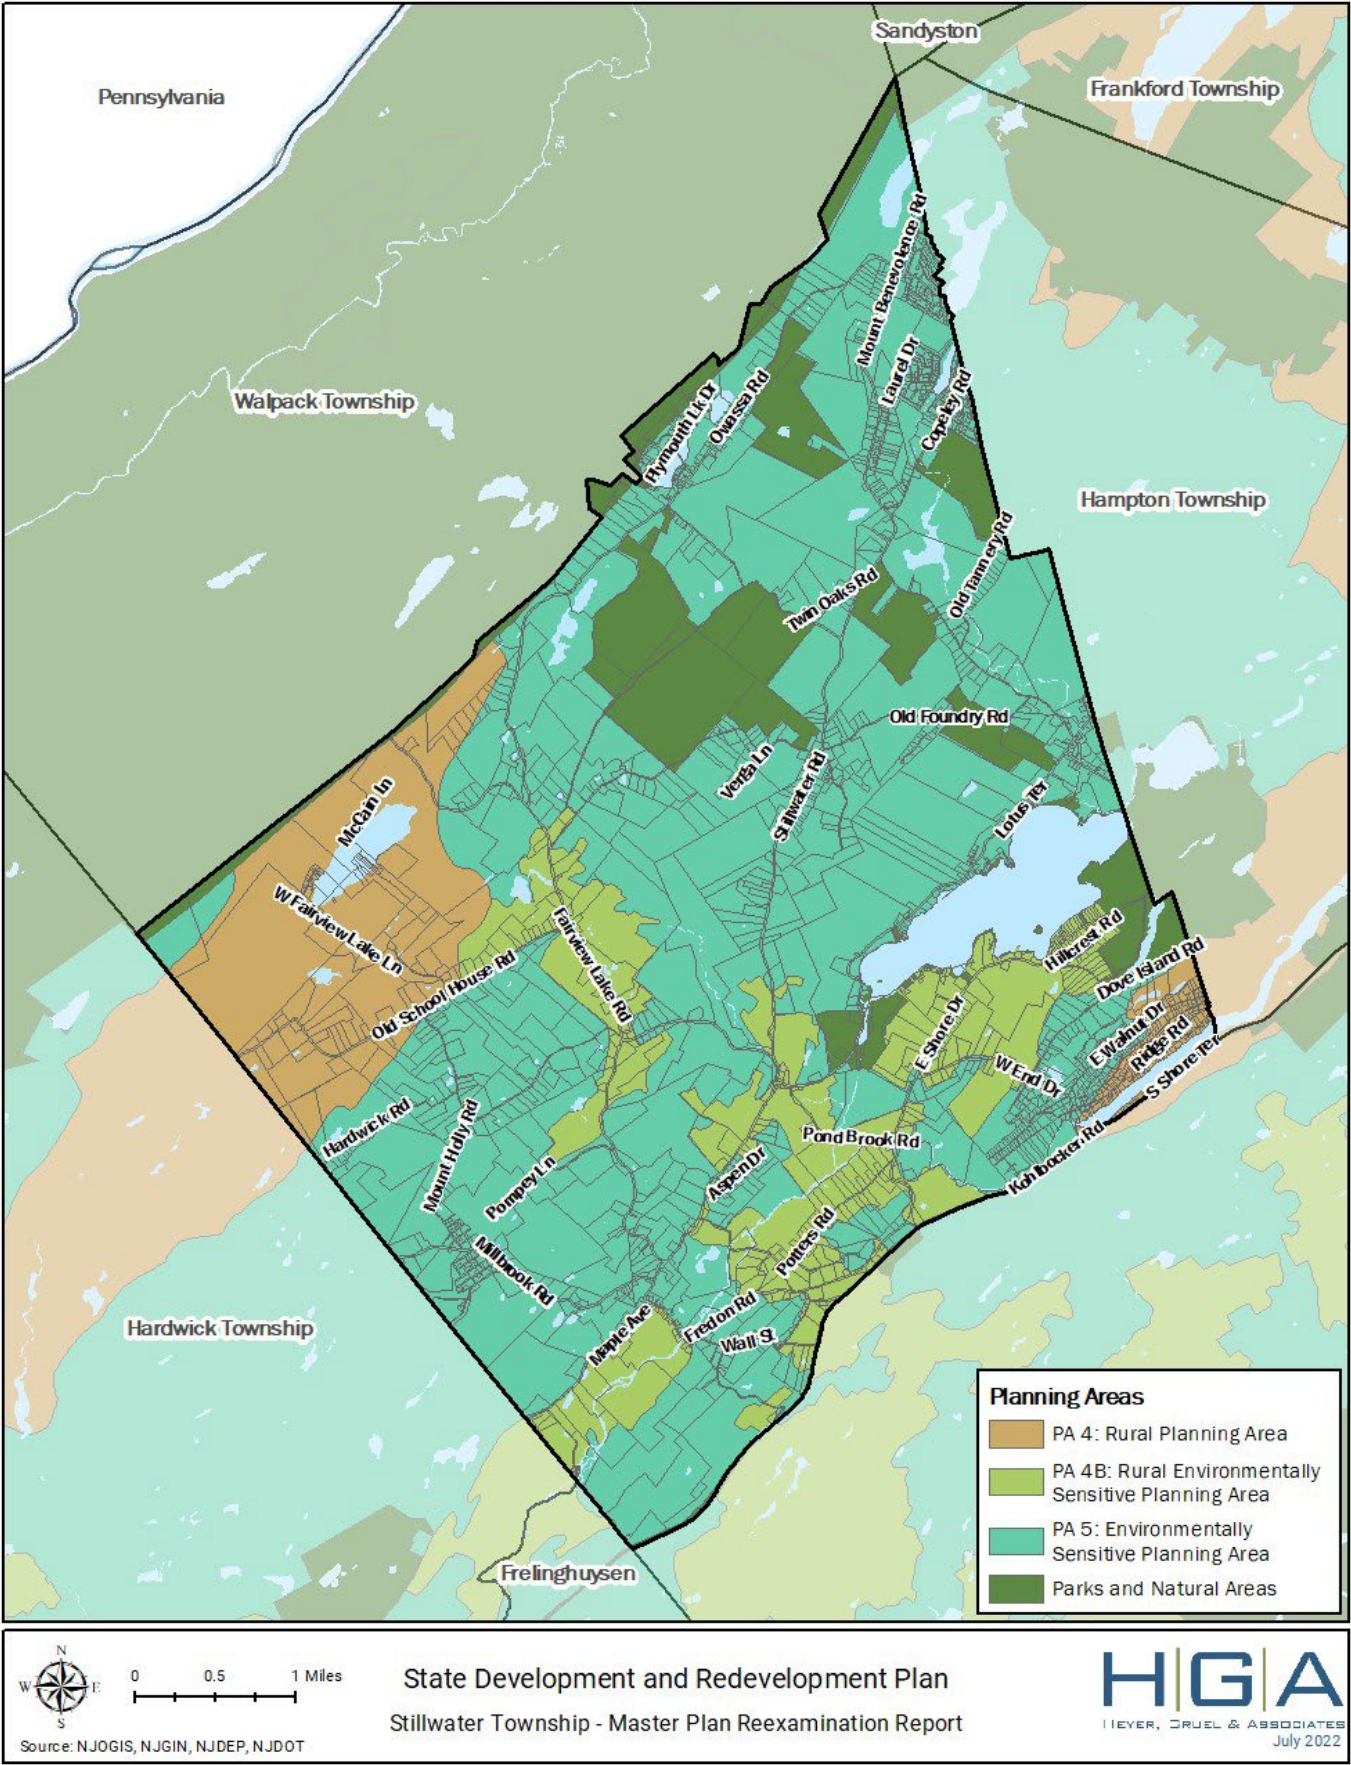 Sandyston
Pennsylvania
Frankford Township
Mount Benevolence Rd
Walpack Township
Laurel Dr
Plymouth Lk Dr
Owassa Rd
Copeley Rd
Hampton Township
Old Tannery Rd
Twin Oaks Rd
Old Foundry Rd
Verga Ln
Stillwater Rd
McCain Ln
Lotus Ter
W Fairview Lake Ln
Fairview Lake Rd
Hillcrest Rd
Old School House Rd
Dove Island Rd
E Shore Dr
E Walnut Dr
Ridge Rd
W End Dr
S Shore Ter
Hardwick Rd
Mount Holly Rd
Pond Brook Rd
Kohlbocker Rd
Pompey Ln
Aspen Dr
Potters Rd
Millbrook Rd
Hardwick Township
Maple Ave
Fredon Rd
Wall St
Frelinghuysen
Planning Areas
PA 4: Rural Planning Area
PA 4B: Rural Environmentally
Sensitive Planning Area
PA 5: Environmentally
Sensitive Planning Area
Parks and Natural Areas
N
W E
S
0 0.5 1 Miles
Source: NJOGIS, NJGIN, NJDEP, NJDOT
State Development and Redevelopment Plan
Stillwater Township - Master Plan Reexamination Report
H|G|A
HEYER, GRUEL & ASSOCIATES
July 2022